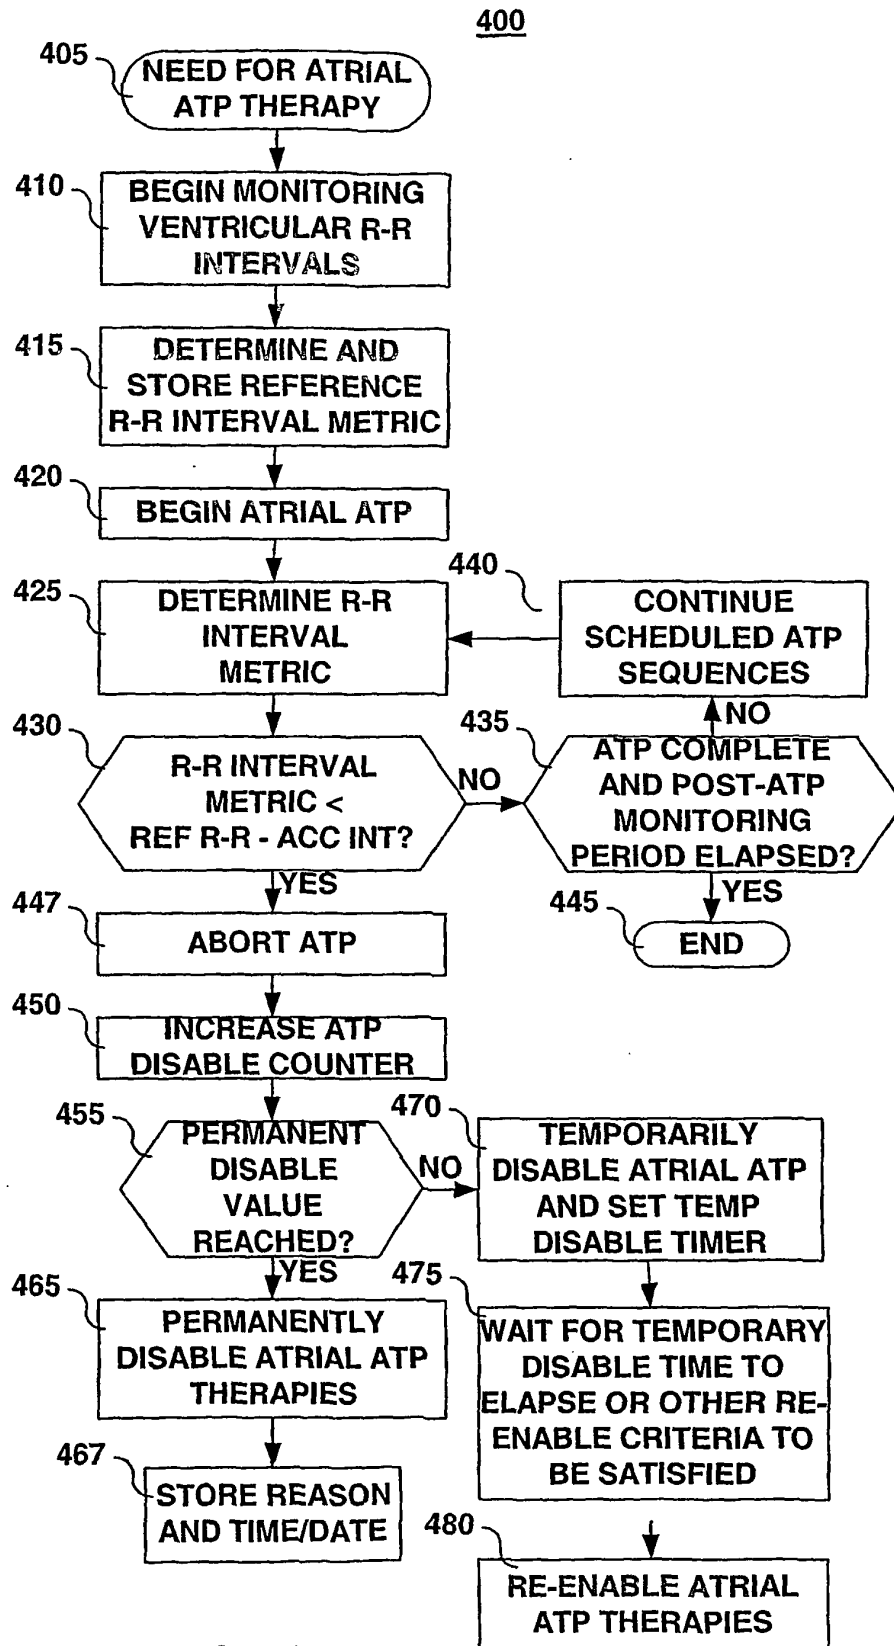 400
405
NEED FOR ATRIAL
ATP THERAPY
410
BEGIN MONITORING
VENTRICULAR R-R
INTERVALS
415
DETERMINE AND
STORE REFERENCE
R-R INTERVAL METRIC
420
BEGIN ATRIAL ATP
425
DETERMINE R-R
INTERVAL
METRIC
440
CONTINUE
SCHEDULED ATP
SEQUENCES
430
R-R INTERVAL
METRIC <
REF R-R - ACC INT?
NO
435
ATP COMPLETE
AND POST-ATP
MONITORING
PERIOD ELAPSED?
NO
YES
445
END
YES
447
ABORT ATP
450
INCREASE ATP
DISABLE COUNTER
455
PERMANENT
DISABLE
VALUE
REACHED?
NO
470
TEMPORARILY
DISABLE ATRIAL ATP
AND SET TEMP
DISABLE TIMER
YES
465
PERMANENTLY
DISABLE ATRIAL ATP
THERAPIES
467
STORE REASON
AND TIME/DATE
475
WAIT FOR TEMPORARY
DISABLE TIME TO
ELAPSE OR OTHER RE-
ENABLE CRITERIA TO
BE SATISFIED
480
RE-ENABLE ATRIAL
ATP THERAPIES